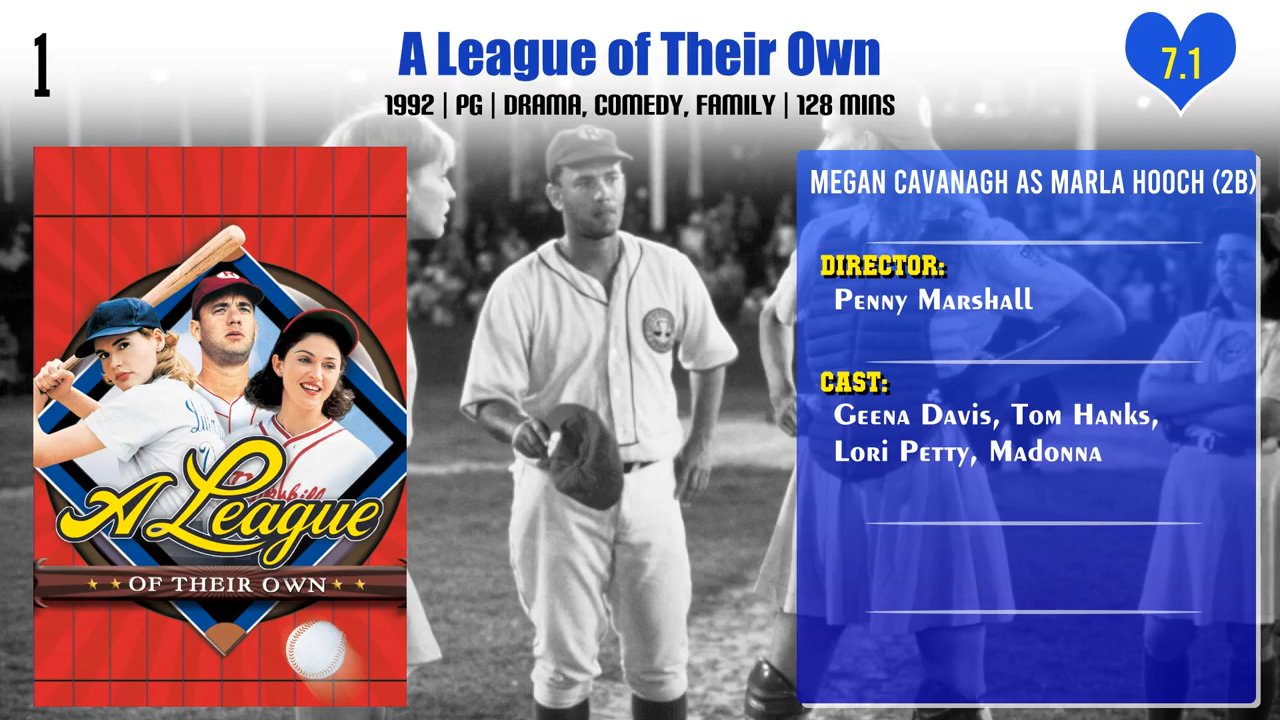 1
A League of Their Own
7.1
1992 | PG | DRAMA, COMEDY, FAMILY | 128 MINS
MEGAN CAVANAGH AS MARLA HOOCH (2B)
DIRECTOR:
Penny Marshall
CAST:
Geena Davis, Tom Hanks,
Lori Petty, Madonna
R
A League
OF THEIR OWN